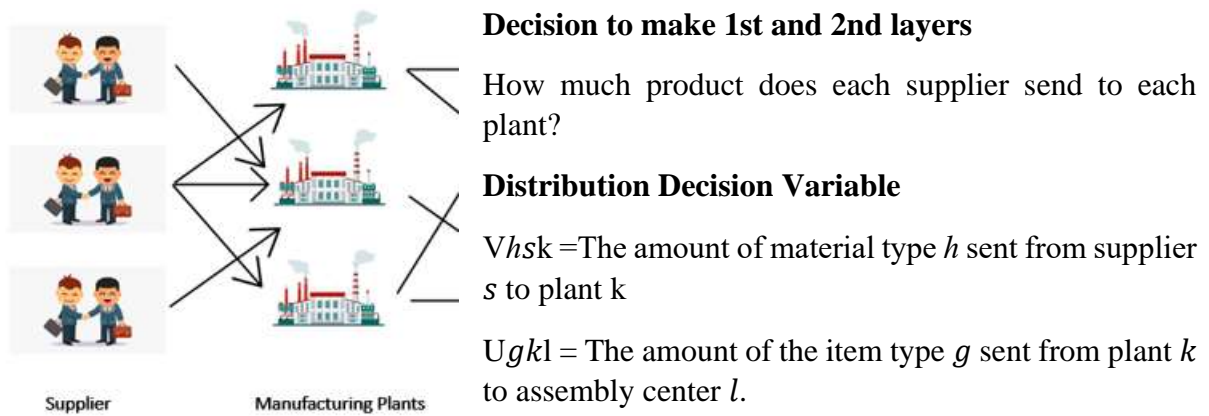 Decision to make 1st and 2nd layers
How much product does each supplier send to each
plant?
Distribution Decision Variable
Vhsk =The amount of material type h sent from supplier
s to plant k
Ugkl = The amount of the item type g sent from plant k
to assembly center l.
Supplier
Manufacturing Plants